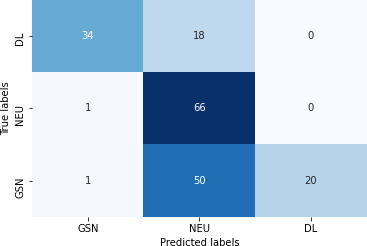 DL 34 18 0
NEU 1 66 0
GSN 1 50 20
True labels
GSN NEU DL
Predicted labels